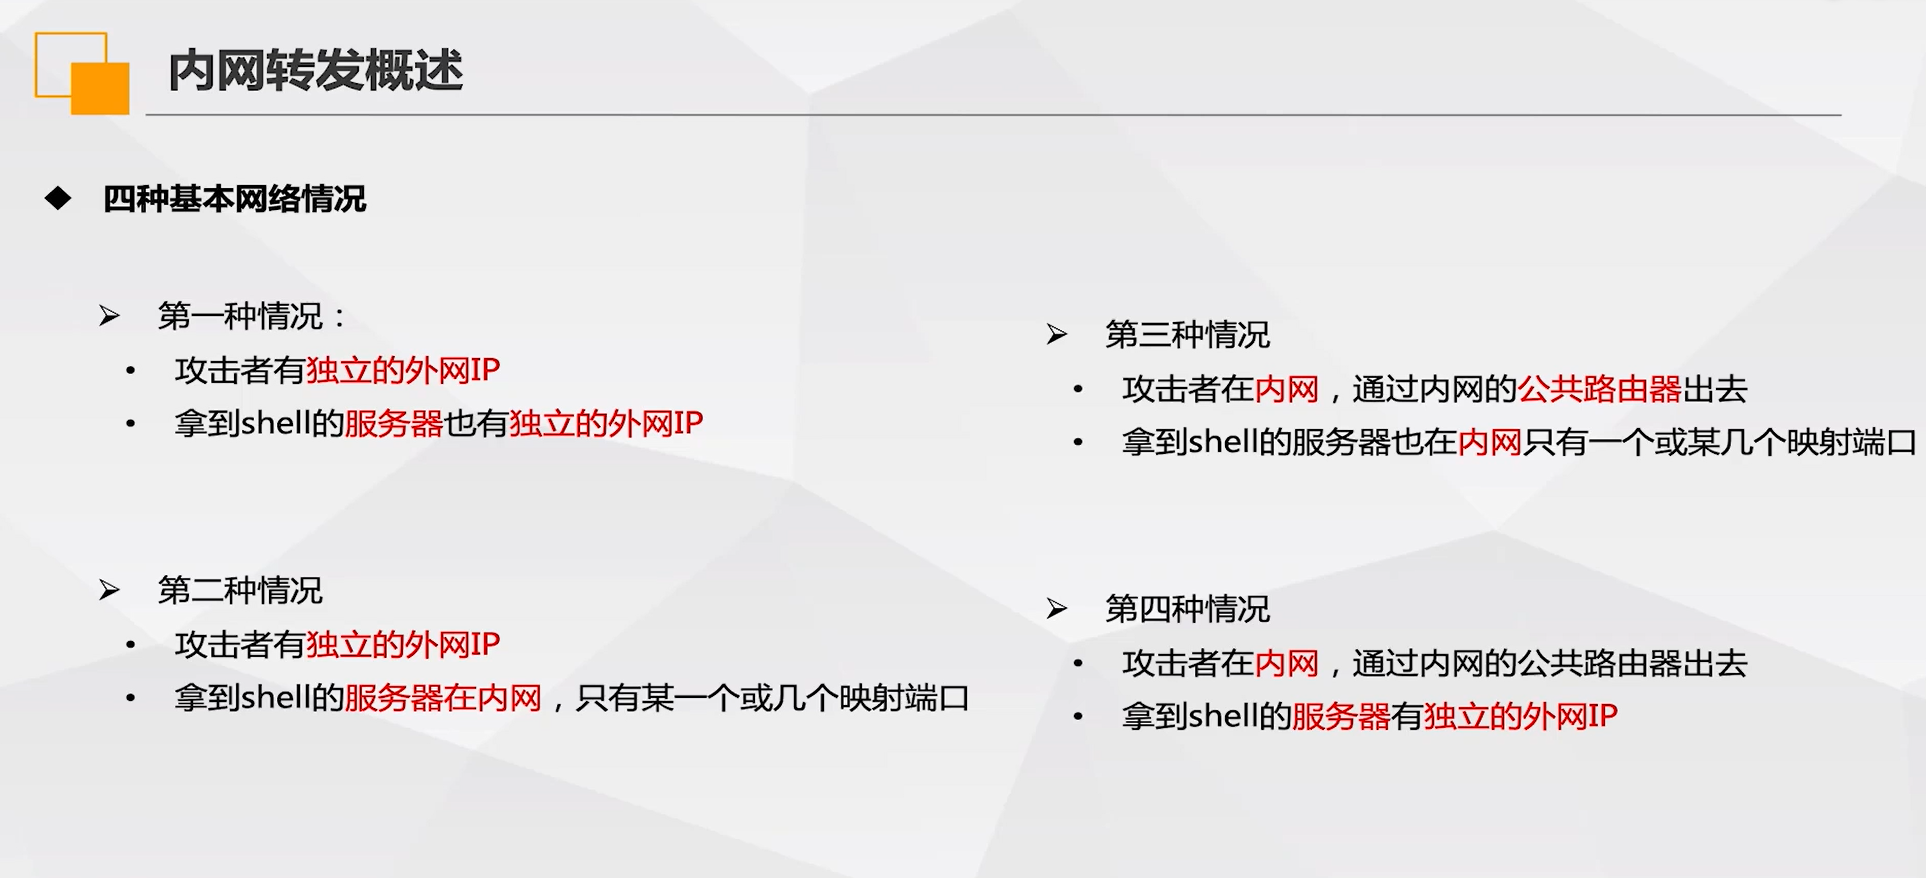 内网转发概述
四种基本网络情况
第一种情况：
攻击者有独立的外网IP
拿到shell的服务器也有独立的外网IP
第二种情况
攻击者有独立的外网IP
拿到shell的服务器在内网，只有某一个或几个映射端口
第三种情况
攻击者在内网，通过内网的公共路由器出去
拿到shell的服务器也在内网只有一个或某几个映射端口
第四种情况
攻击者在内网，通过内网的公共路由器出去
拿到shell的服务器有独立的外网IP